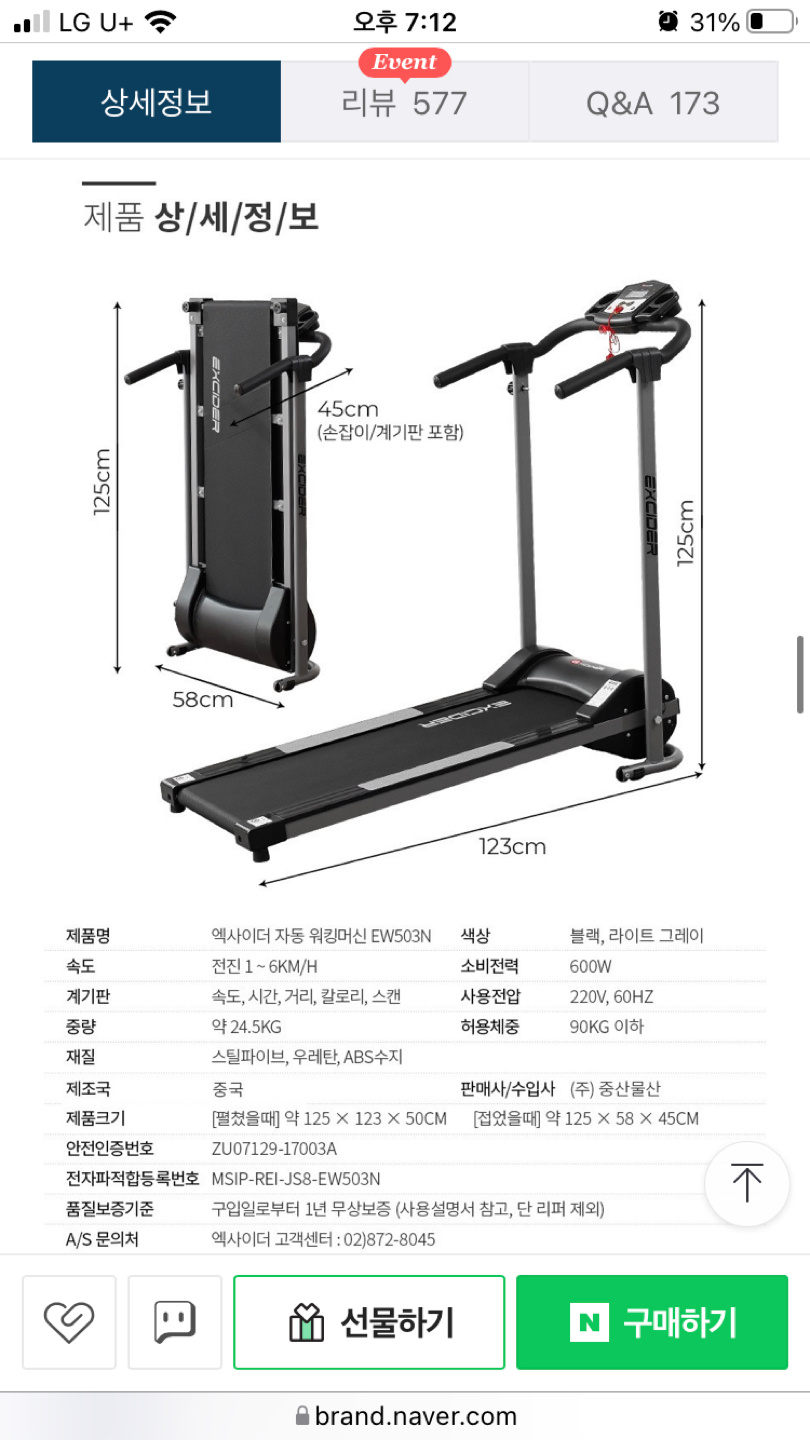 LG U+ 오후 7:12 31%
Event
상세정보 리뷰 577 Q&A 173
제품 상/세/정/보
45cm
(손잡이/계기판 포함)
EXCIDER
EXCIDER
125cm
58cm
EXCIDER
125cm
EXCIDER
123cm
제품명 엑사이더 자동 워킹머신 EW503N 색상 블랙, 라이트 그레이
속도 전진 1 ~ 6KM/H 소비전력 600W
계기판 속도, 시간, 거리, 칼로리, 스캔 사용전압 220V, 60HZ
중량 약 24.5KG 허용체중 90KG 이하
재질 스틸파이브, 우레탄, ABS수지
제조국 중국 판매사/수입사 (주) 중산물산
제품크기 [펼쳤을때] 약 125 × 123 × 50CM [접었을때] 약 125 × 58 × 45CM
안전인증번호 ZU07129-17003A
전자파적합등록번호 MSIP-REI-JS8-EW503N
품질보증기준 구입일로부터 1년 무상보증 (사용설명서 참고, 단 리퍼 제외)
A/S 문의처 엑사이더 고객센터 : 02)872-8045
선물하기 N 구매하기
brand.naver.com